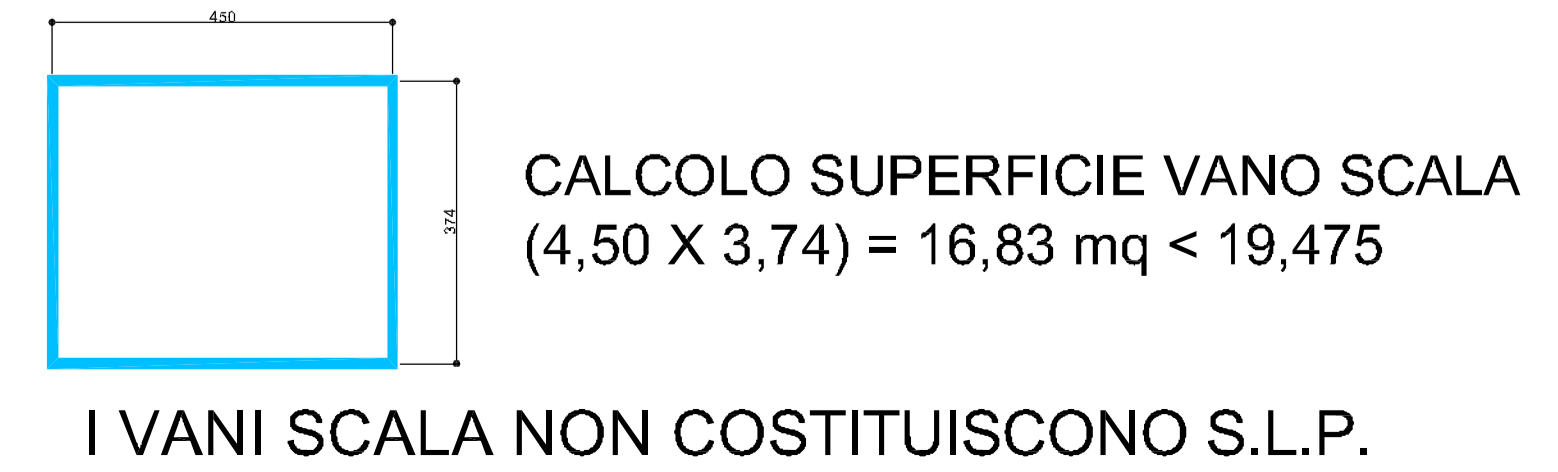 450
374
CALCOLO SUPERFICIE VANO SCALA
(4,50 X 3,74) = 16,83 mq < 19,475
I VANI SCALA NON COSTITUISCONO S.L.P.